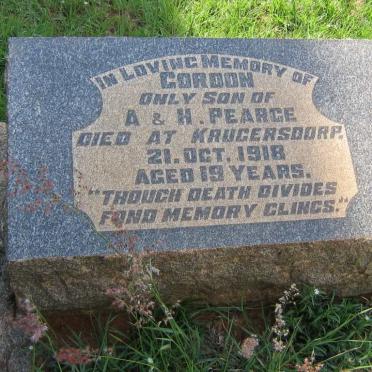 IN LOVING MEMORY OF
GORDON
ONLY SON OF
A & H. PEARCE
DIED AT KRUGERSDORP.
21. OCT. 1918
AGED 19 YEARS.
"THOUGH DEATH DIVIDES
FOND MEMORY CLINGS."